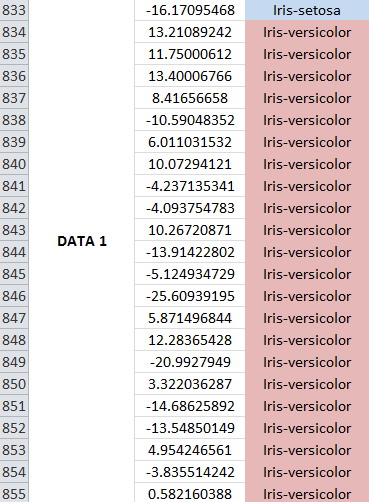 833 -16.17095468 Iris-setosa
834 13.21089242 Iris-versicolor
835 11.75000612 Iris-versicolor
836 13.40006766 Iris-versicolor
837 8.41656658 Iris-versicolor
838 -10.59048352 Iris-versicolor
839 6.011031532 Iris-versicolor
840 10.07294121 Iris-versicolor
841 -4.237135341 Iris-versicolor
842 -4.093754783 Iris-versicolor
843 10.26720871 Iris-versicolor
DATA 1
844 -13.91422802 Iris-versicolor
845 -5.124934729 Iris-versicolor
846 -25.60939195 Iris-versicolor
847 5.871496844 Iris-versicolor
848 12.28365428 Iris-versicolor
849 -20.9927949 Iris-versicolor
850 3.322036287 Iris-versicolor
851 -14.68625892 Iris-versicolor
852 -13.54850149 Iris-versicolor
853 4.954246561 Iris-versicolor
854 -3.835514242 Iris-versicolor
855 0.582160388 Iris-versicolor